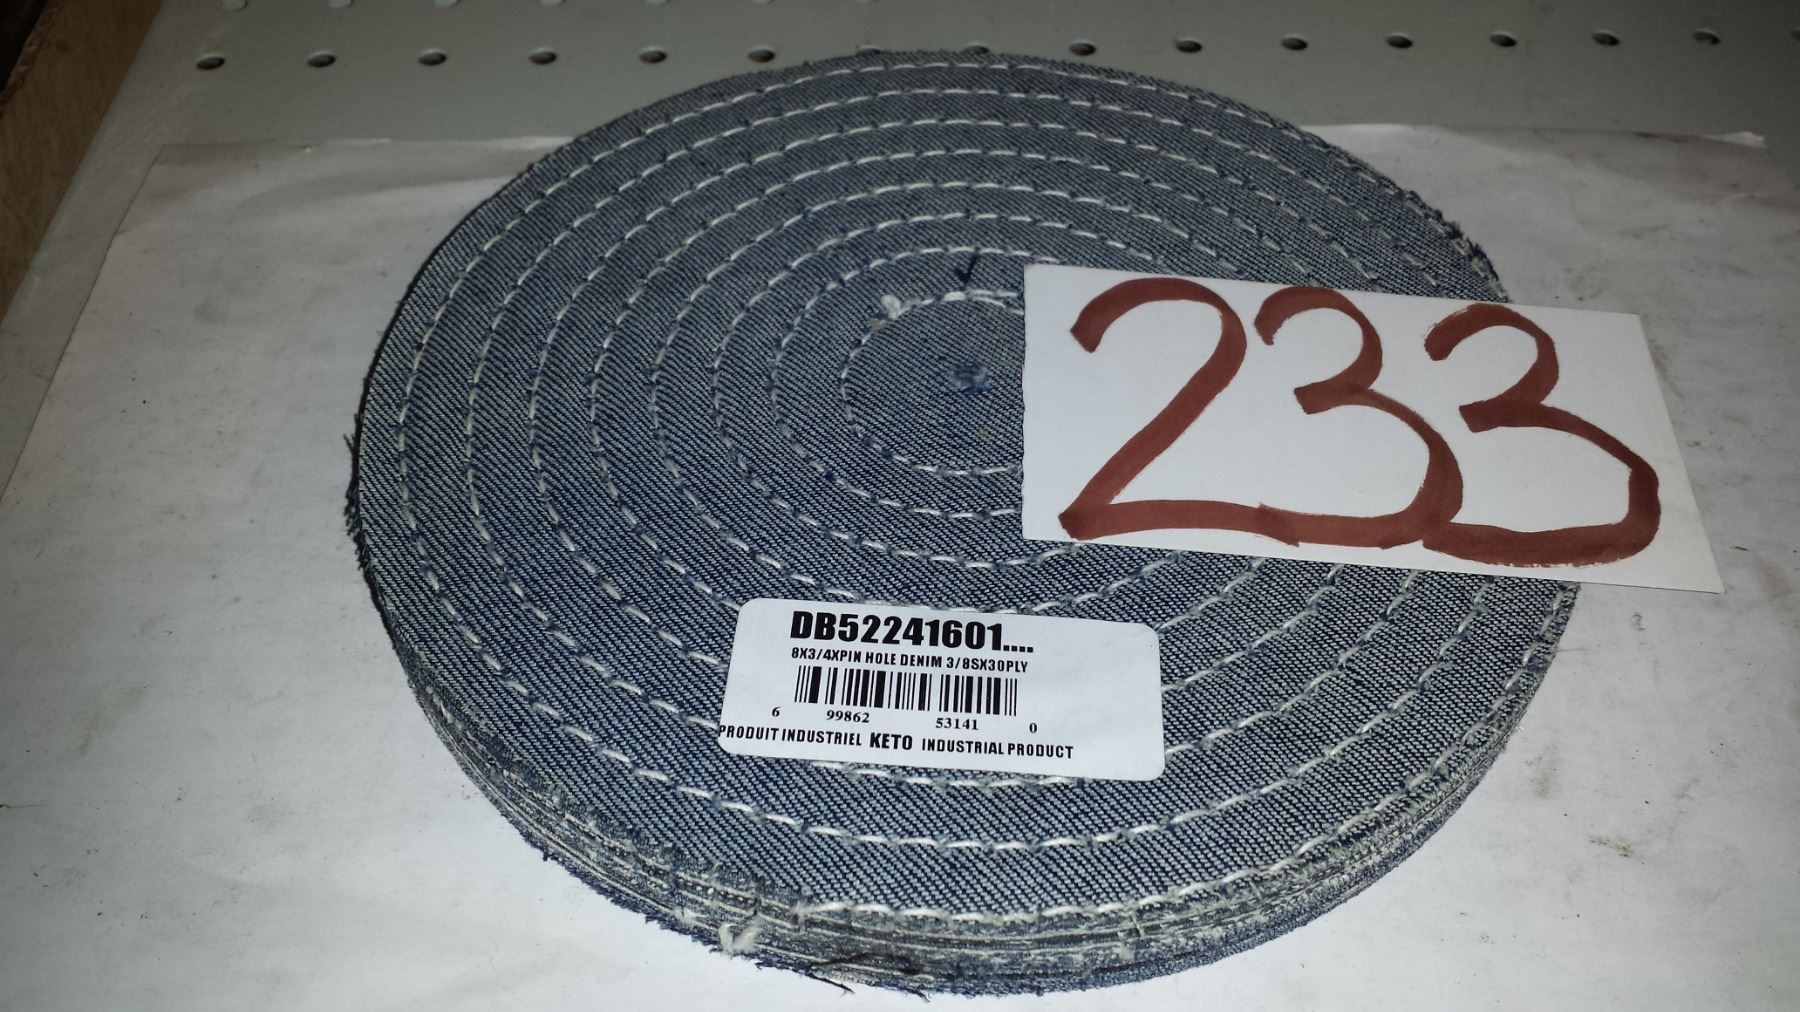 233
DB52241601....
8X3/4XPIN HOLE DENIM 3/8SX30PLY
6 99862 53141 0
PRODUIT INDUSTRIEL KETO INDUSTRIAL PRODUCT